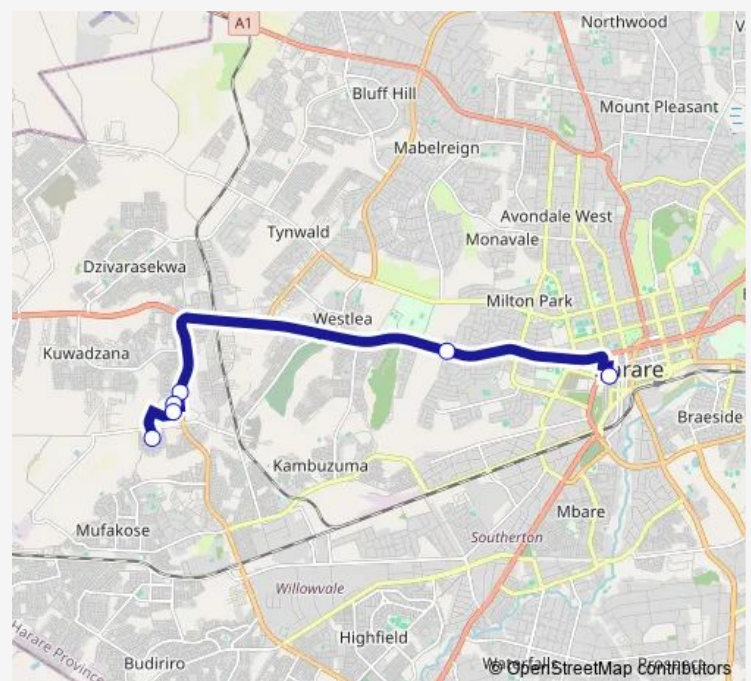 Northwood
A1
V
Bluff Hill
Mount Pleasant
Mabelreign
Avondale West
Tynwald
Monavale
Dzivarasekwa
Milton Park
Westlea
Kuwadzana
Braeside
Kambuzuma
Mbare
Mufakose
Southerton
Willowvale
Highfield
Harare Province
Budiriro
© OpenStreetMap contributors